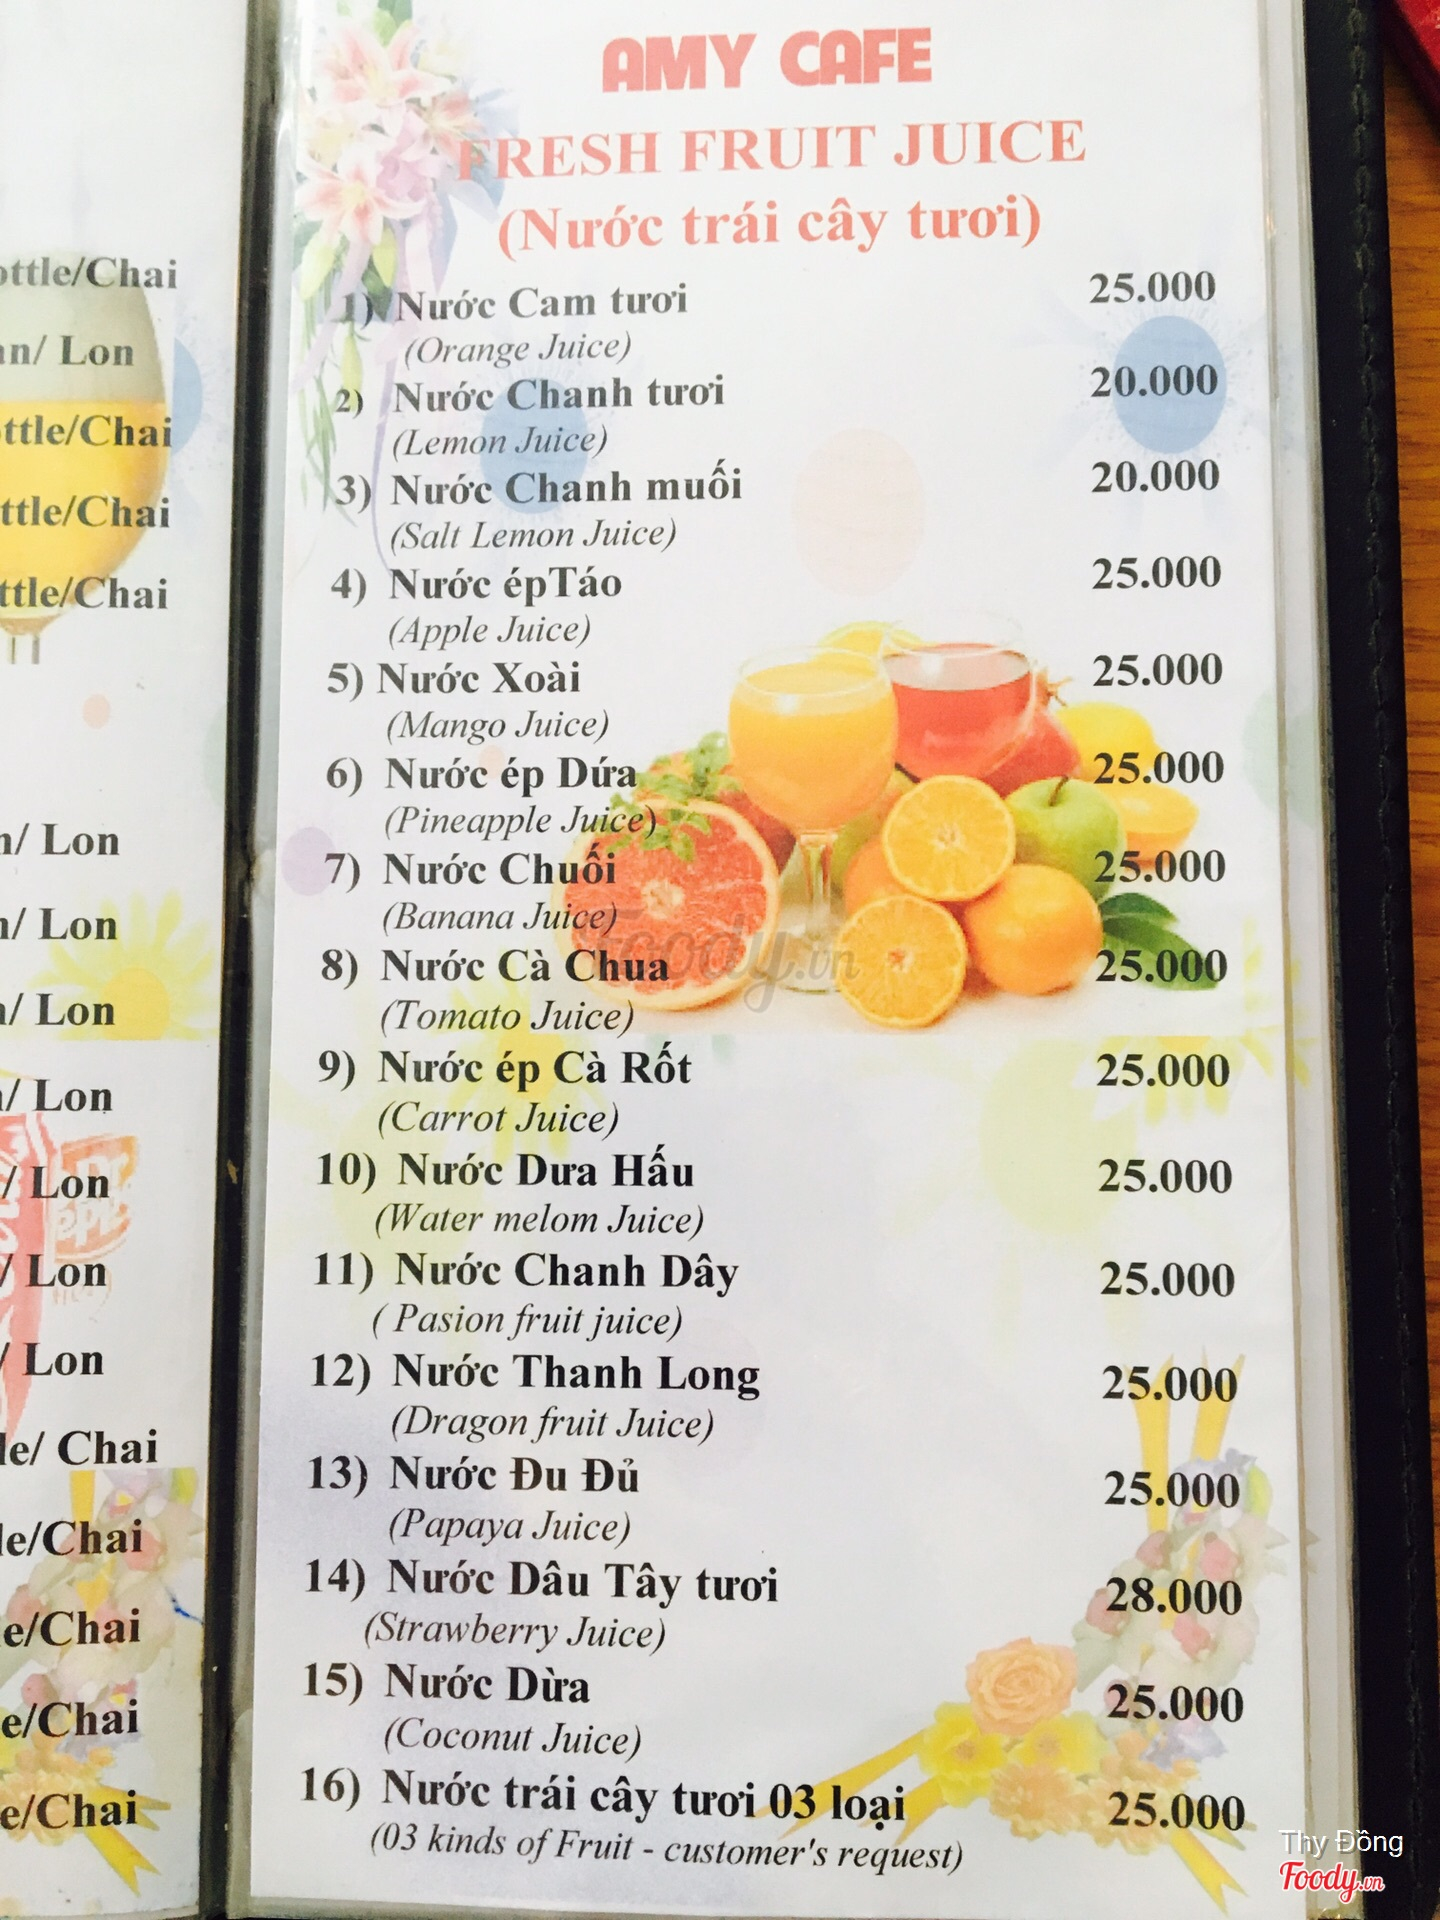 AMY CAFE
FRESH FRUIT JUICE
(Nước trái cây tươi)
1) Nước Cam tươi 25.000
(Orange Juice)
2) Nước Chanh tươi 20.000
(Lemon Juice)
3) Nước Chanh muối 20.000
(Salt Lemon Juice)
4) Nước épTáo 25.000
(Apple Juice)
5) Nước Xoài 25.000
(Mango Juice)
6) Nước ép Dứa 25.000
(Pineapple Juice)
7) Nước Chuối 25.000
(Banana Juice)
8) Nước Cà Chua 25.000
(Tomato Juice)
9) Nước ép Cà Rốt 25.000
(Carrot Juice)
10) Nước Dưa Hấu 25.000
(Water melom Juice)
11) Nước Chanh Dây 25.000
( Pasion fruit juice)
12) Nước Thanh Long 25.000
(Dragon fruit Juice)
13) Nước Đu Đủ 25.000
(Papaya Juice)
14) Nước Dâu Tây tươi 28.000
(Strawberry Juice)
15) Nước Dừa 25.000
(Coconut Juice)
16) Nước trái cây tươi 03 loại 25.000
(03 kinds of Fruit - customer's request)
/Chai
/ Lon
/Chai
/Chai
/Chai
/ Lon
/ Lon
/ Lon
/ Lon
/ Lon
/ Lon
/ Lon
/ Chai
/Chai
/Chai
/Chai
/Chai
Foody.vn
Thy Đồng
Foody.vn